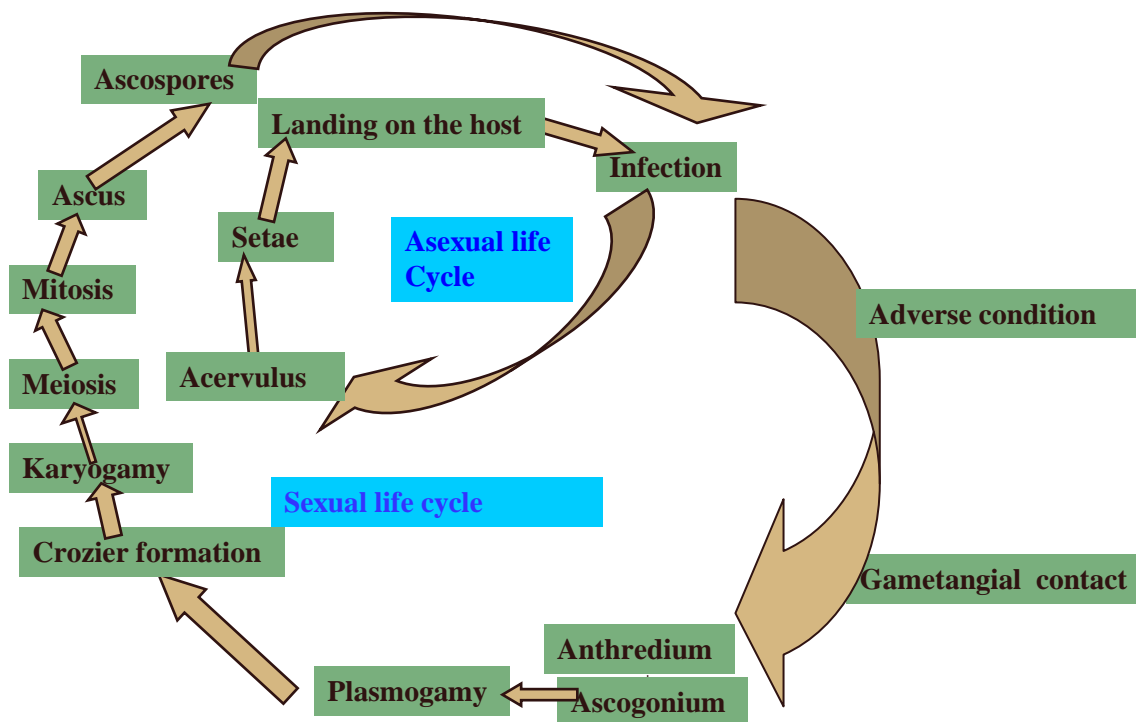 Ascospores
Landing on the host
Infection
Ascus
Setae
Asexual life
Cycle
Mitosis
Adverse condition
Acervulus
Meiosis
Karyogamy
Sexual life cycle
Crozier formation
Gametangial contact
Anthredium
Plasmogamy
Ascogonium